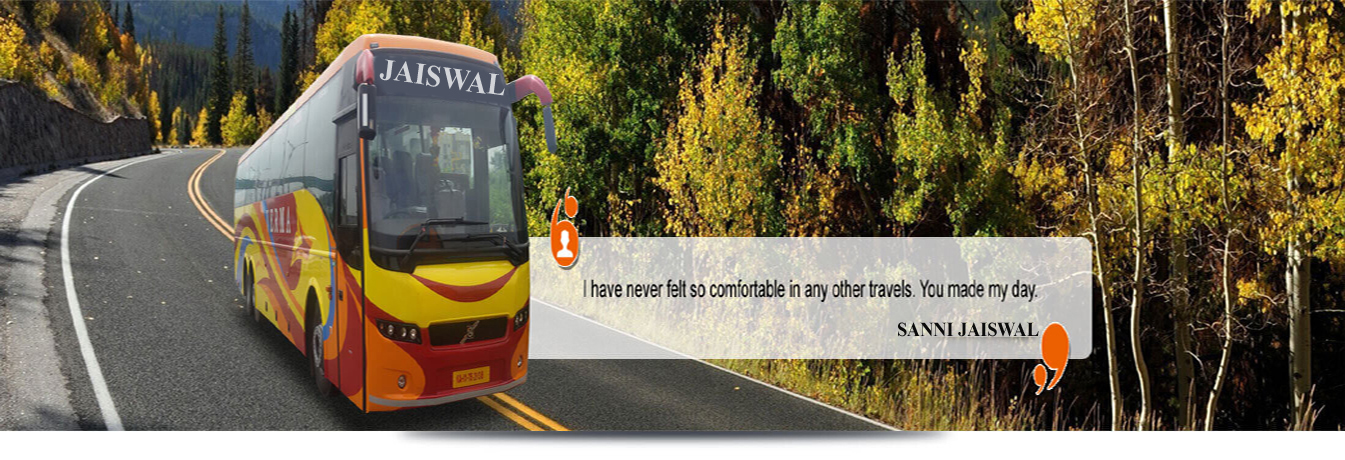 JAISWAL
I have never felt so comfortable in any other travels. You made my day.
SANNI JAISWAL